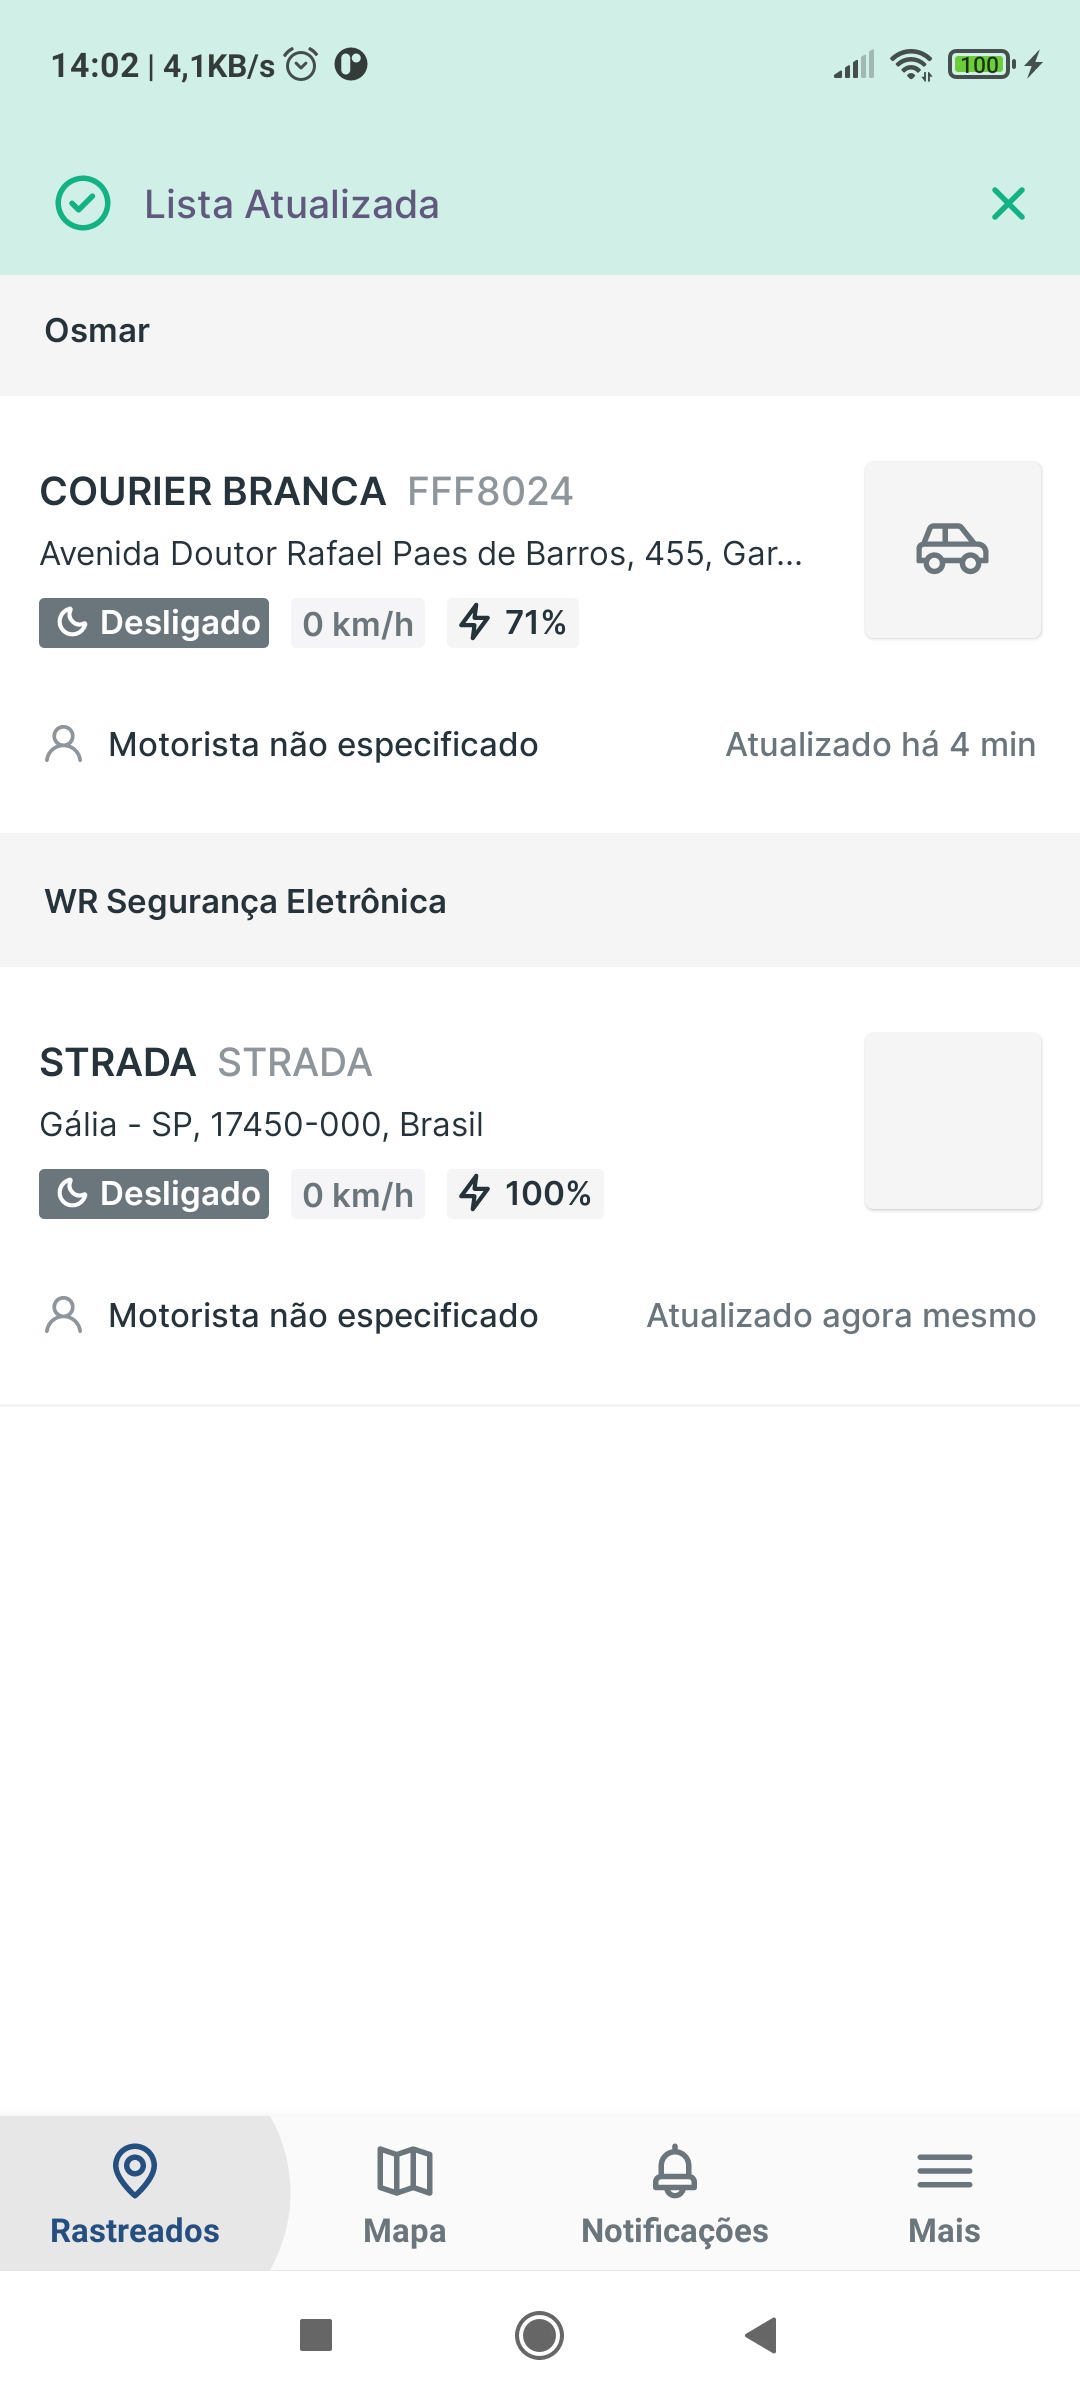 14:02 | 4,1KB/s 100
Lista Atualizada
Osmar
COURIER BRANCA FFF8024
Avenida Doutor Rafael Paes de Barros, 455, Gar...
Desligado 0 km/h 71%
Motorista não especificado Atualizado há 4 min
WR Segurança Eletrônica
STRADA STRADA
Gália - SP, 17450-000, Brasil
Desligado 0 km/h 100%
Motorista não especificado Atualizado agora mesmo
Rastreados Mapa Notificações Mais